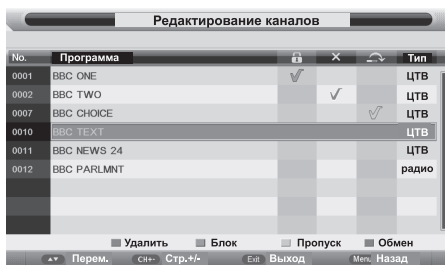 Редактирование каналов
No. Программа Тип
0001 BBC ONE ЦТВ
0002 BBC TWO ЦТВ
0007 BBC CHOICE ЦТВ
0010 BBC TEXT ЦТВ
0011 BBC NEWS 24 ЦТВ
0012 BBC PARLMNT радио
Удалить Блок Пропуск Обмен
Перем. CH+- Стр.+/- Exit Выход Menu Назад